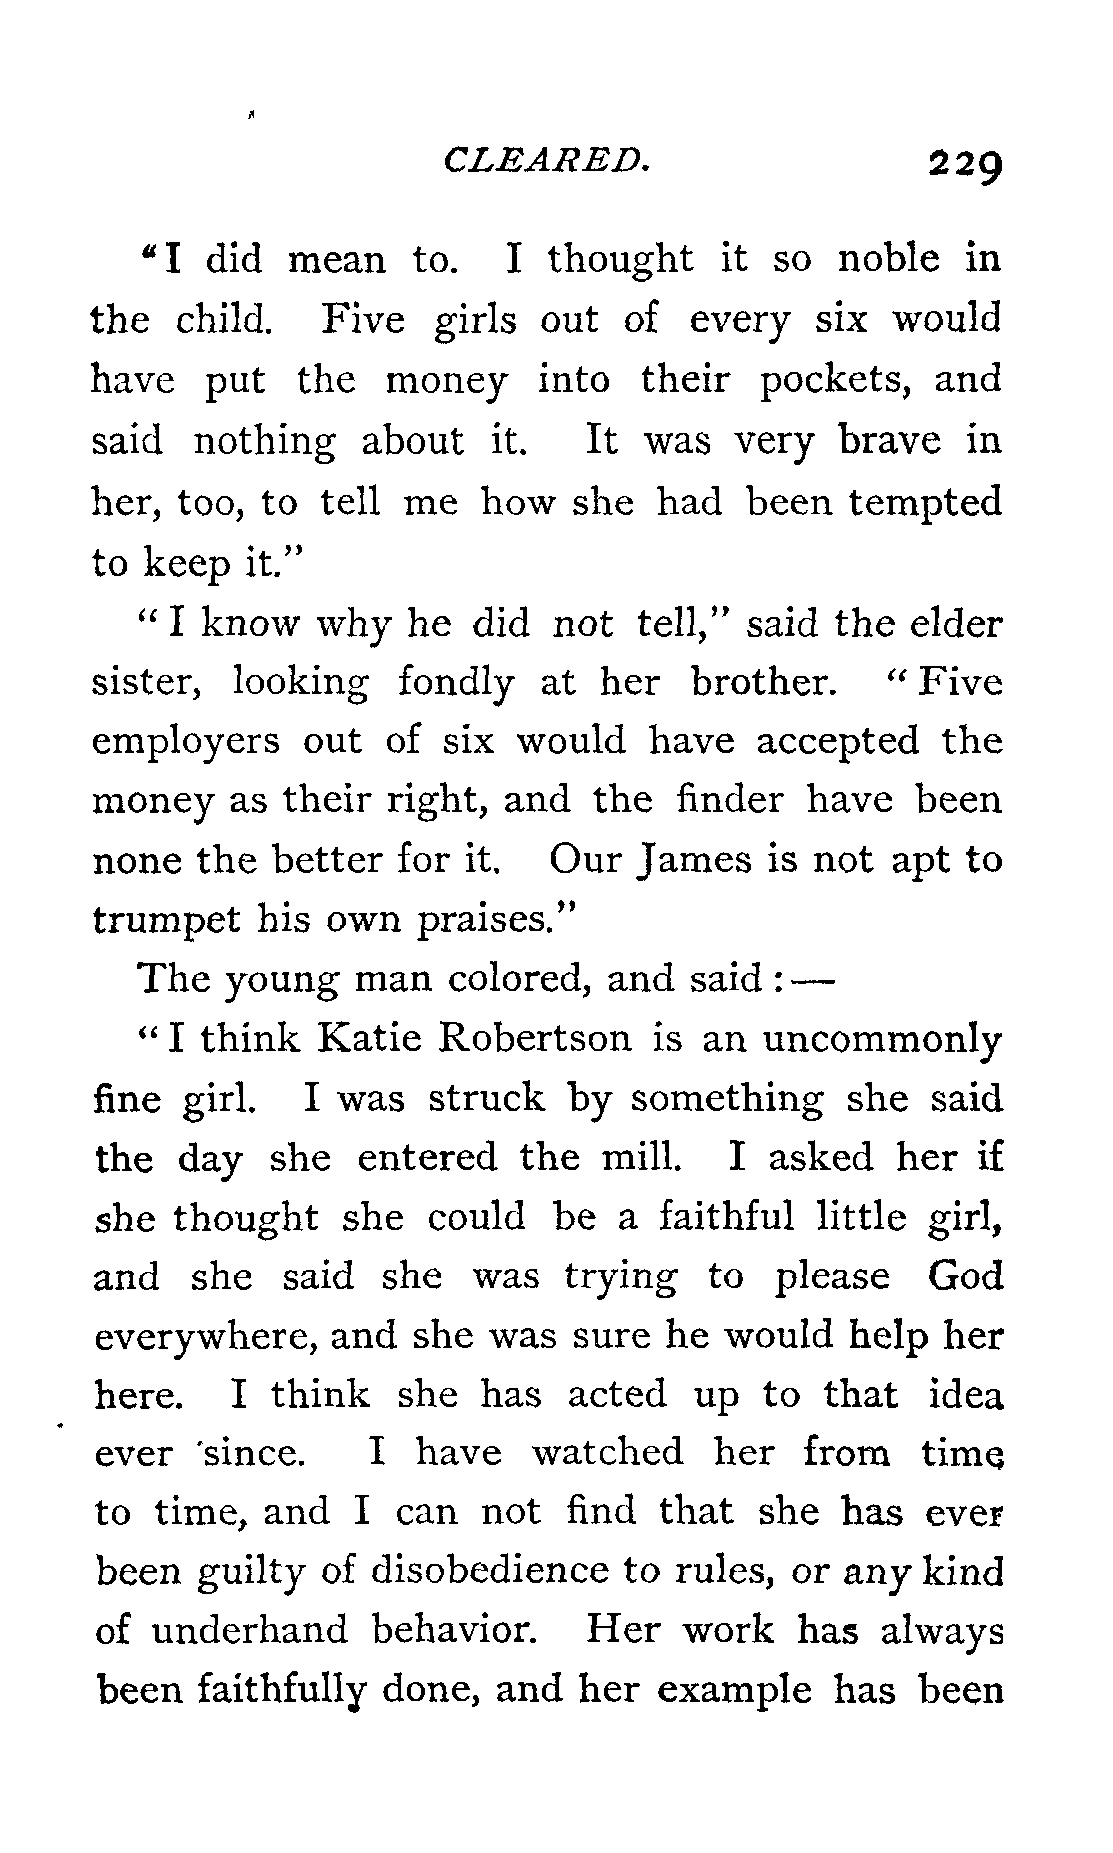 CLEARED. 229
"I did mean to. I thought it so noble in
the child. Five girls out of every six would
have put the money into their pockets, and
said nothing about it. It was very brave in
her, too, to tell me how she had been tempted
to keep it."
"I know why he did not tell," said the elder
sister, looking fondly at her brother. "Five
employers out of six would have accepted the
money as their right, and the finder have been
none the better for it. Our James is not apt to
trumpet his own praises."
The young man colored, and said:—
"I think Katie Robertson is an uncommonly
fine girl. I was struck by something she said
the day she entered the mill. I asked her if
she thought she could be a faithful little girl,
and she said she was trying to please God
everywhere, and she was sure he would help her
here. I think she has acted up to that idea
ever since. I have watched her from time
to time, and I can not find that she has ever
been guilty of disobedience to rules, or any kind
of underhand behavior. Her work has always
been faithfully done, and her example has been